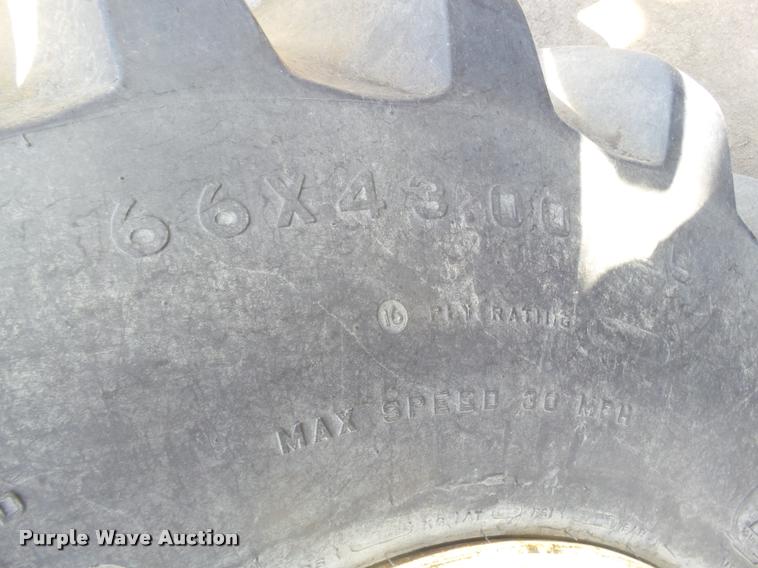 66X43.00
16 PLY RATING
MAX SPEED 30 MPH
Purple Wave Auction